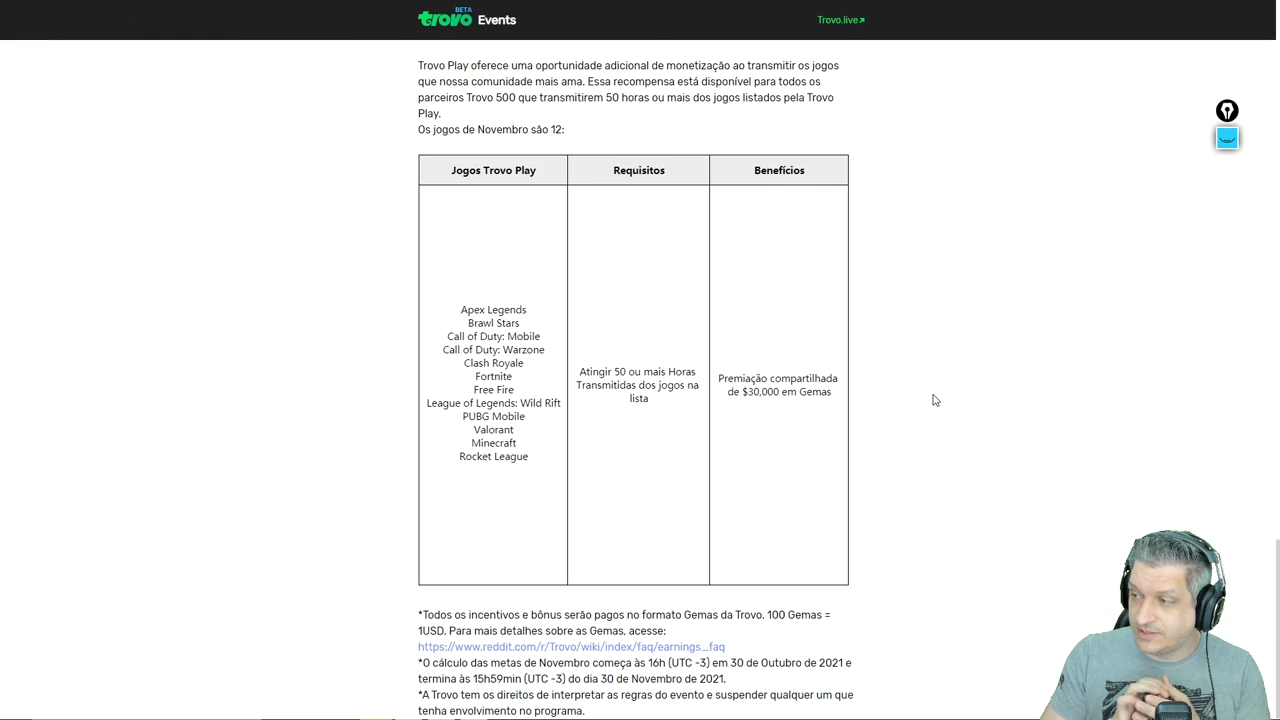 BETA
trovo Events
Trovo.live↗
Trovo Play oferece uma oportunidade adicional de monetização ao transmitir os jogos
que nossa comunidade mais ama. Essa recompensa está disponível para todos os
parceiros Trovo 500 que transmitirem 50 horas ou mais dos jogos listados pela Trovo
Play.
Os jogos de Novembro são 12:
Jogos Trovo Play
Requisitos
Benefícios
Apex Legends
Brawl Stars
Call of Duty: Mobile
Call of Duty: Warzone
Clash Royale
Fortnite
Free Fire
League of Legends: Wild Rift
PUBG Mobile
Valorant
Minecraft
Rocket League
Atingir 50 ou mais Horas
Transmitidas dos jogos na
lista
Premiação compartilhada
de $30,000 em Gemas
*Todos os incentivos e bônus serão pagos no formato Gemas da Trovo. 100 Gemas =
1USD. Para mais detalhes sobre as Gemas, acesse:
https://www.reddit.com/r/Trovo/wiki/index/faq/earnings_faq
*O cálculo das metas de Novembro começa às 16h (UTC -3) em 30 de Outubro de 2021 e
termina às 15h59min (UTC -3) do dia 30 de Novembro de 2021.
*A Trovo tem os direitos de interpretar as regras do evento e suspender qualquer um que
tenha envolvimento no programa.